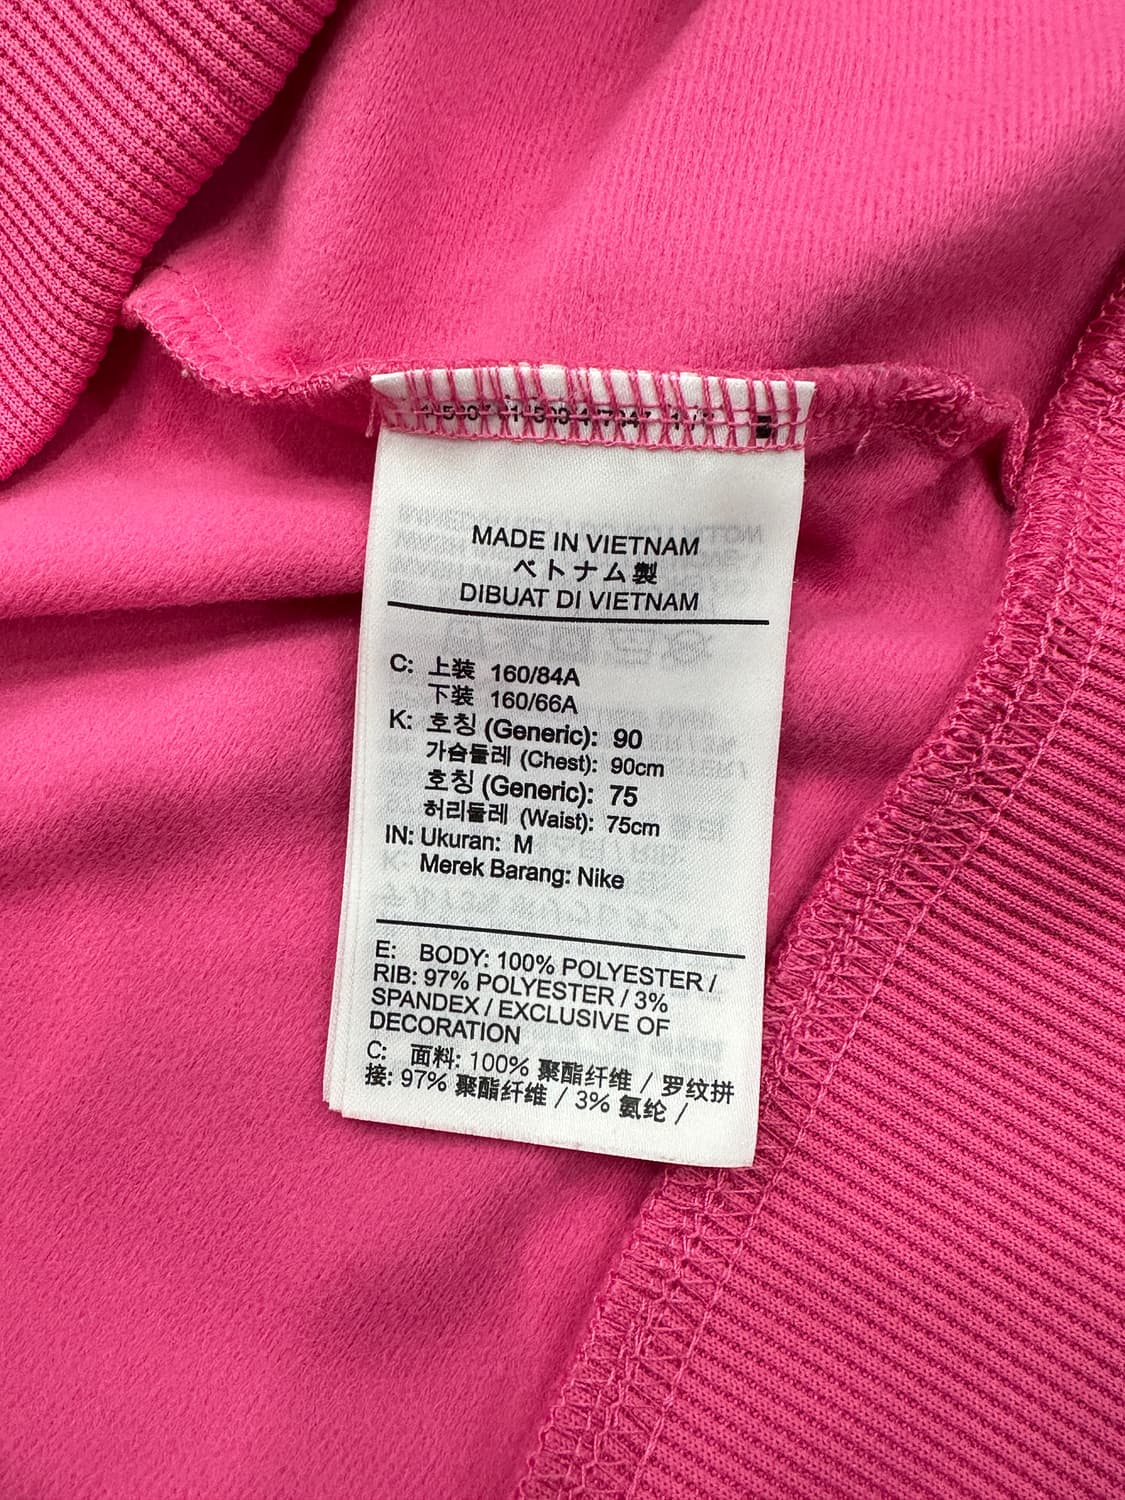 MADE IN VIETNAM
ベトナム製
DIBUAT DI VIETNAM
C: 上装 160/84A
下装 160/66A
K: 호칭 (Generic): 90
가슴둘레 (Chest): 90cm
호칭 (Generic): 75
허리둘레 (Waist): 75cm
IN: Ukuran: M
Merek Barang: Nike
E: BODY: 100% POLYESTER /
RIB: 97% POLYESTER / 3%
SPANDEX / EXCLUSIVE OF
DECORATION
C: 面料: 100% 聚酯纤维 / 罗纹拼
接: 97% 聚酯纤维 / 3% 氨纶 /